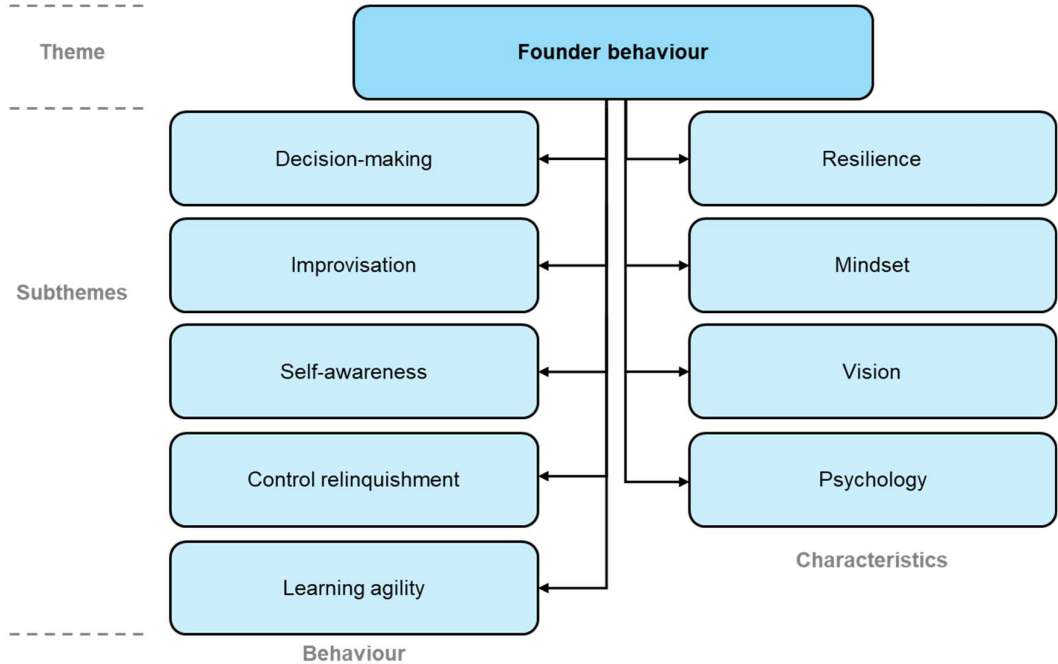 Theme
Founder behaviour
Subthemes
Decision-making
Improvisation
Self-awareness
Control relinquishment
Learning agility
Behaviour
Resilience
Mindset
Vision
Psychology
Characteristics